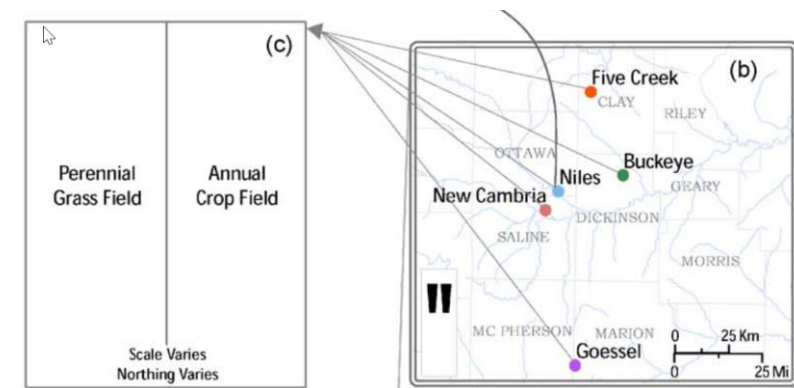 (c)
Perennial
Grass Field
Annual
Crop Field
Scale Varies
Northing Varies
(b)
Five Creek
CLAY
RILEY
OTTAWA
Buckeye
Niles
GEARY
New Cambria
DICKINSON
SALINE
MORRIS
MC PHERSON
MARION
0 25 Km
Goessel
0 25 Mi